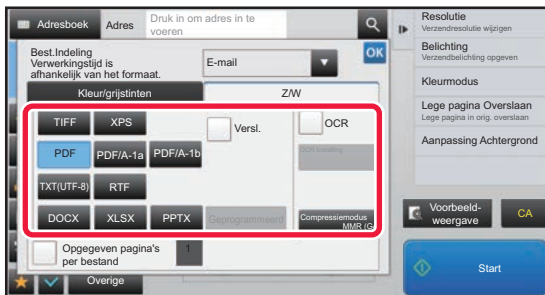 Adresboek
Adres
Druk in om adres in te
voeren
Best.Indeling
Verwerkingstijd is
afhankelijk van het formaat.
E-mail
OK
Kleur/grijstinten
Z/W
TIFF
XPS
Versl.
OCR
PDF
PDF/A-1a
PDF/A-1b
OCR Instelling
TXT(UTF-8)
RTF
DOCX
XLSX
PPTX
Geprogrammeerd
Compressiemodus
MMR (G
Opgegeven pagina's
per bestand
1
Overige
Resolutie
Verzendresolutie wijzigen
Belichting
Verzendbelichting opgeven
Kleurmodus
Lege pagina Overslaan
Lege pagina in orig. overslaan
Aanpassing Achtergrond
Voorbeeld-
weergave
CA
Start